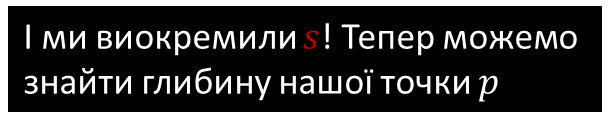 І ми виокремили s! Тепер можемо
знайти глибину нашої точки p